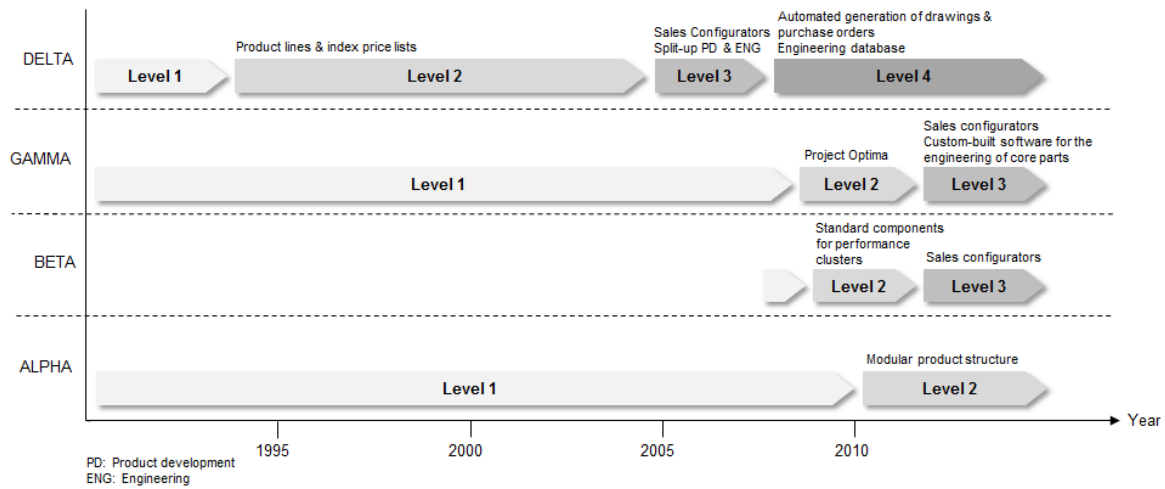 Automated generation of drawings &
purchase orders
Engineering database
Sales Configurators
Split-up PD & ENG
Product lines & index price lists
DELTA
Level 1
Level 2
Level 3
Level 4
Sales configurators
Custom-built software for the
engineering of core parts
Project Optima
GAMMA
Level 1
Level 2
Level 3
Standard components
for performance
clusters
Sales configurators
BETA
Level 2
Level 3
Modular product structure
ALPHA
Level 1
Level 2
Year
1995
2000
2005
2010
PD: Product development
ENG: Engineering